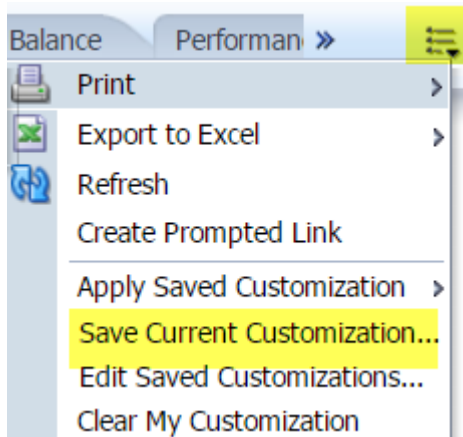 Balance Performan »
Print
Export to Excel
Refresh
Create Prompted Link
Apply Saved Customization
Save Current Customization...
Edit Saved Customizations...
Clear My Customization